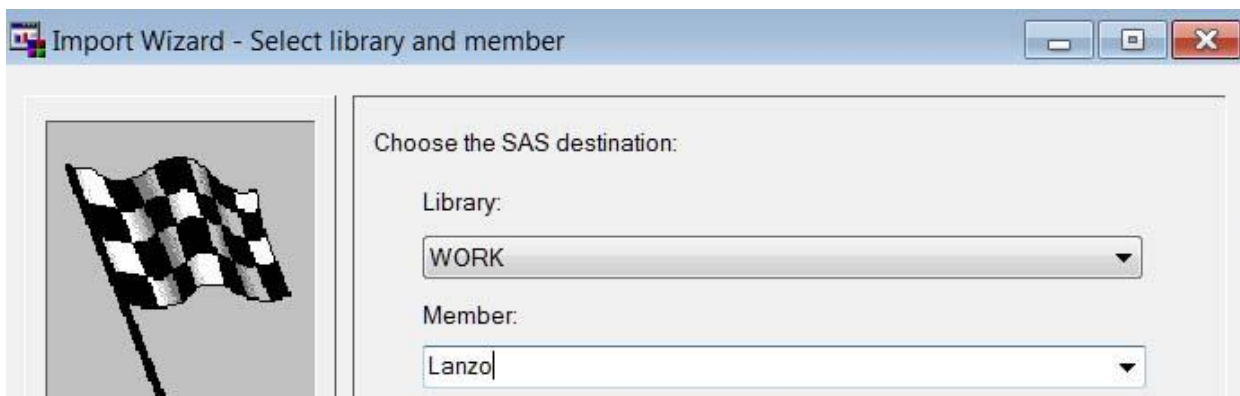 Import Wizard - Select library and member
Choose the SAS destination:
Library:
WORK
Member:
Lanzo